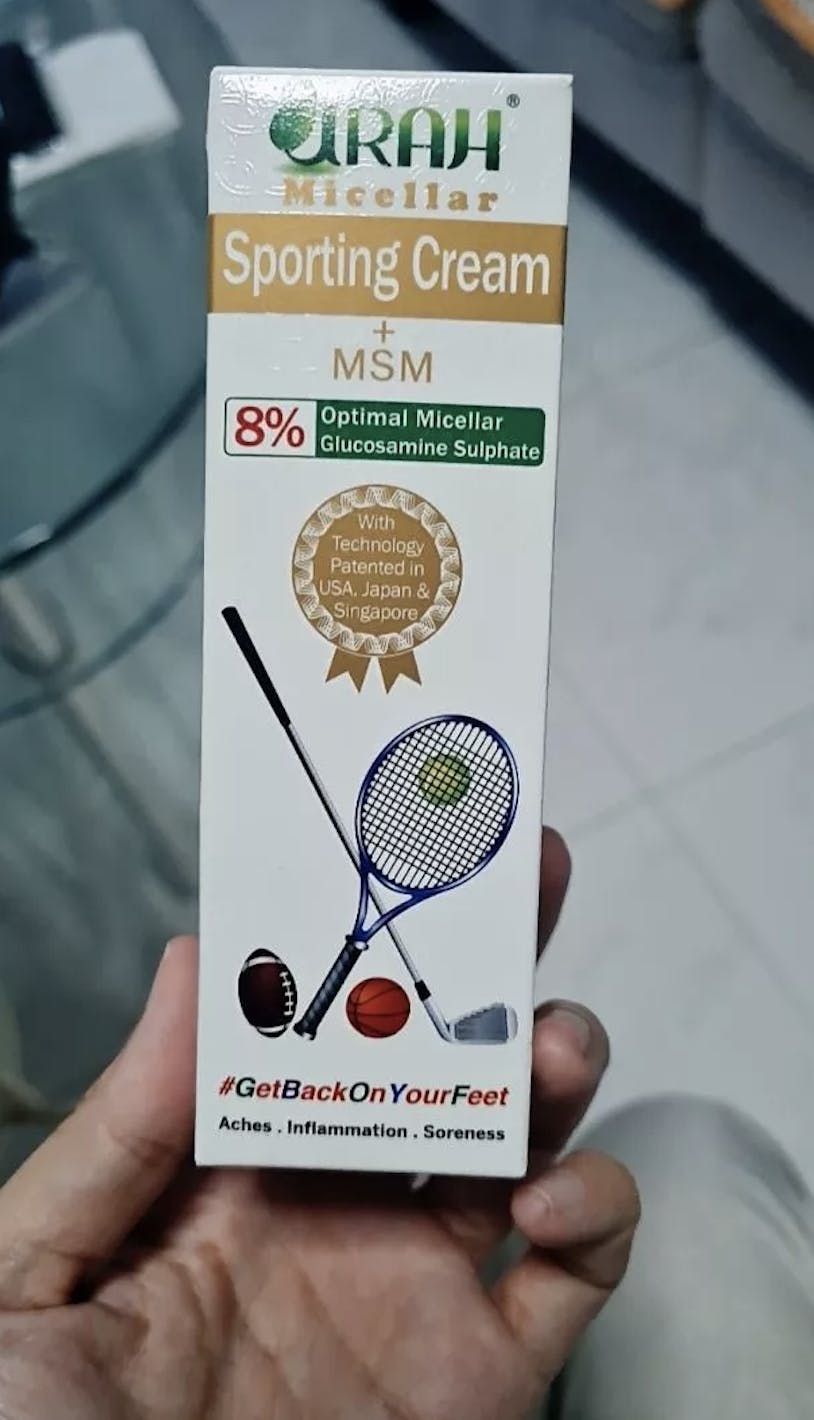 URAH®
Micellar
Sporting Cream
+
MSM
8% Optimal Micellar
Glucosamine Sulphate
With
Technology
Patented in
USA, Japan &
Singapore
#GetBackOnYourFeet
Aches . Inflammation . Soreness